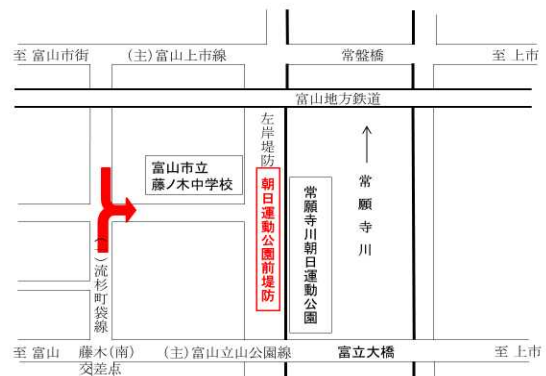 至 富山市街
(主)富山上市線
常盤橋
至 上市
富山地方鉄道
左岸堤防
富山市立
藤ノ木中学校
朝日運動公園前堤防
常願寺川朝日運動公園
常願寺川
(一)流杉町袋線
至 富山
藤木(南)
交差点
(主)富山立山公園線
富立大橋
至 上市